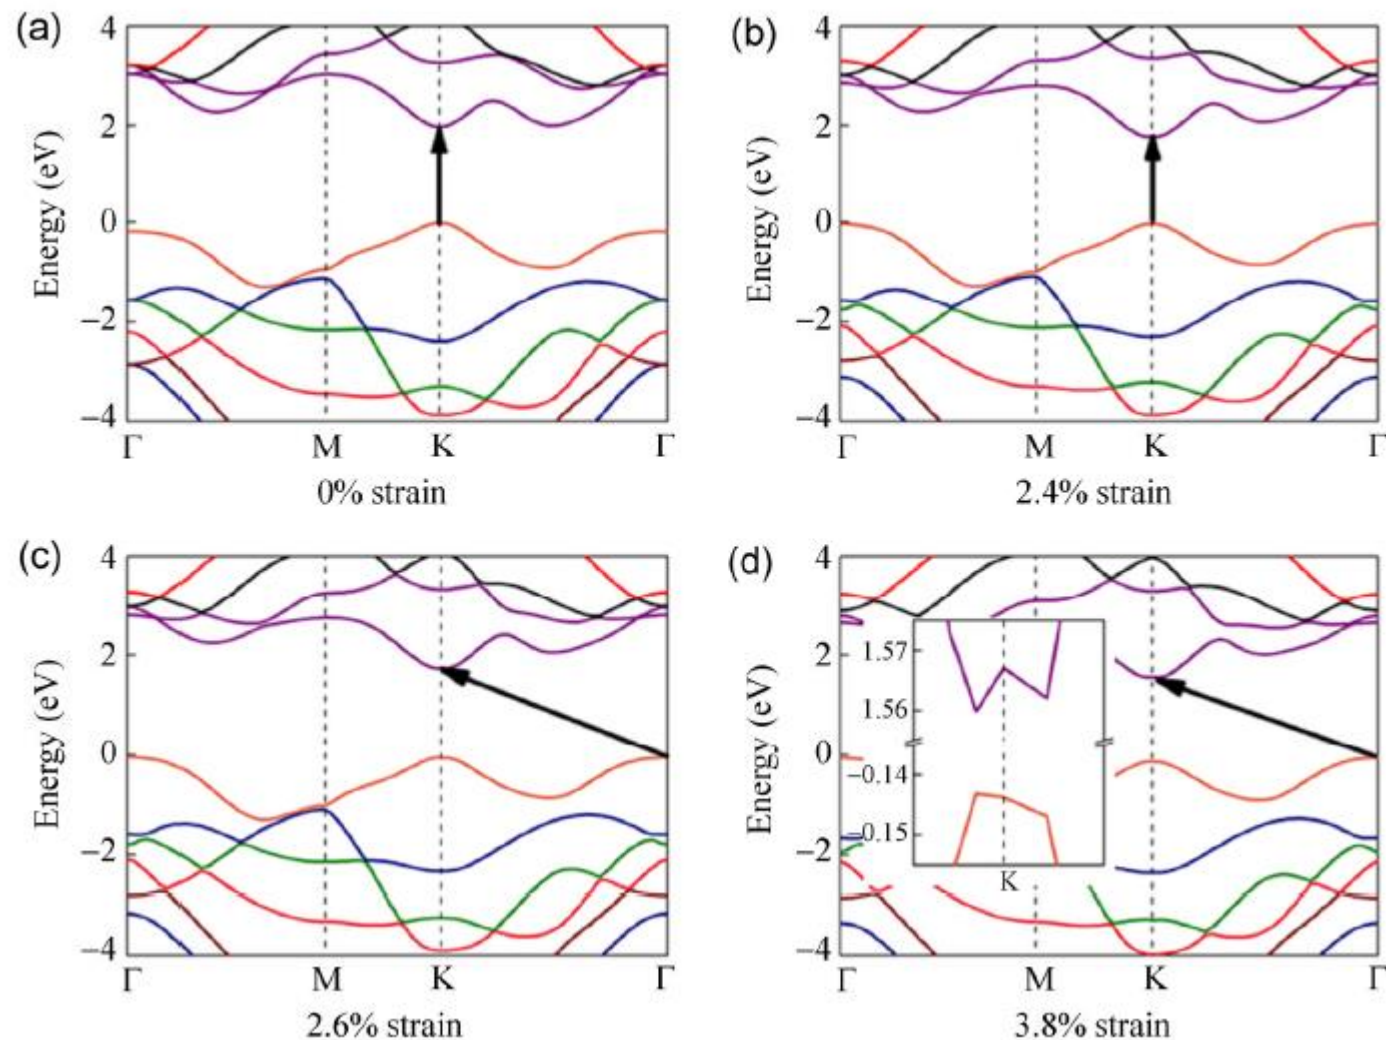 (a)
Energy (eV)
4
2
0
−2
−4
Γ M K Γ
0% strain
(b)
Energy (eV)
4
2
0
−2
−4
Γ M K Γ
2.4% strain
(c)
Energy (eV)
4
2
0
−2
−4
Γ M K Γ
2.6% strain
(d)
Energy (eV)
4
2
0
−2
−4
1.57
1.56
−0.14
−0.15
K
Γ M K Γ
3.8% strain